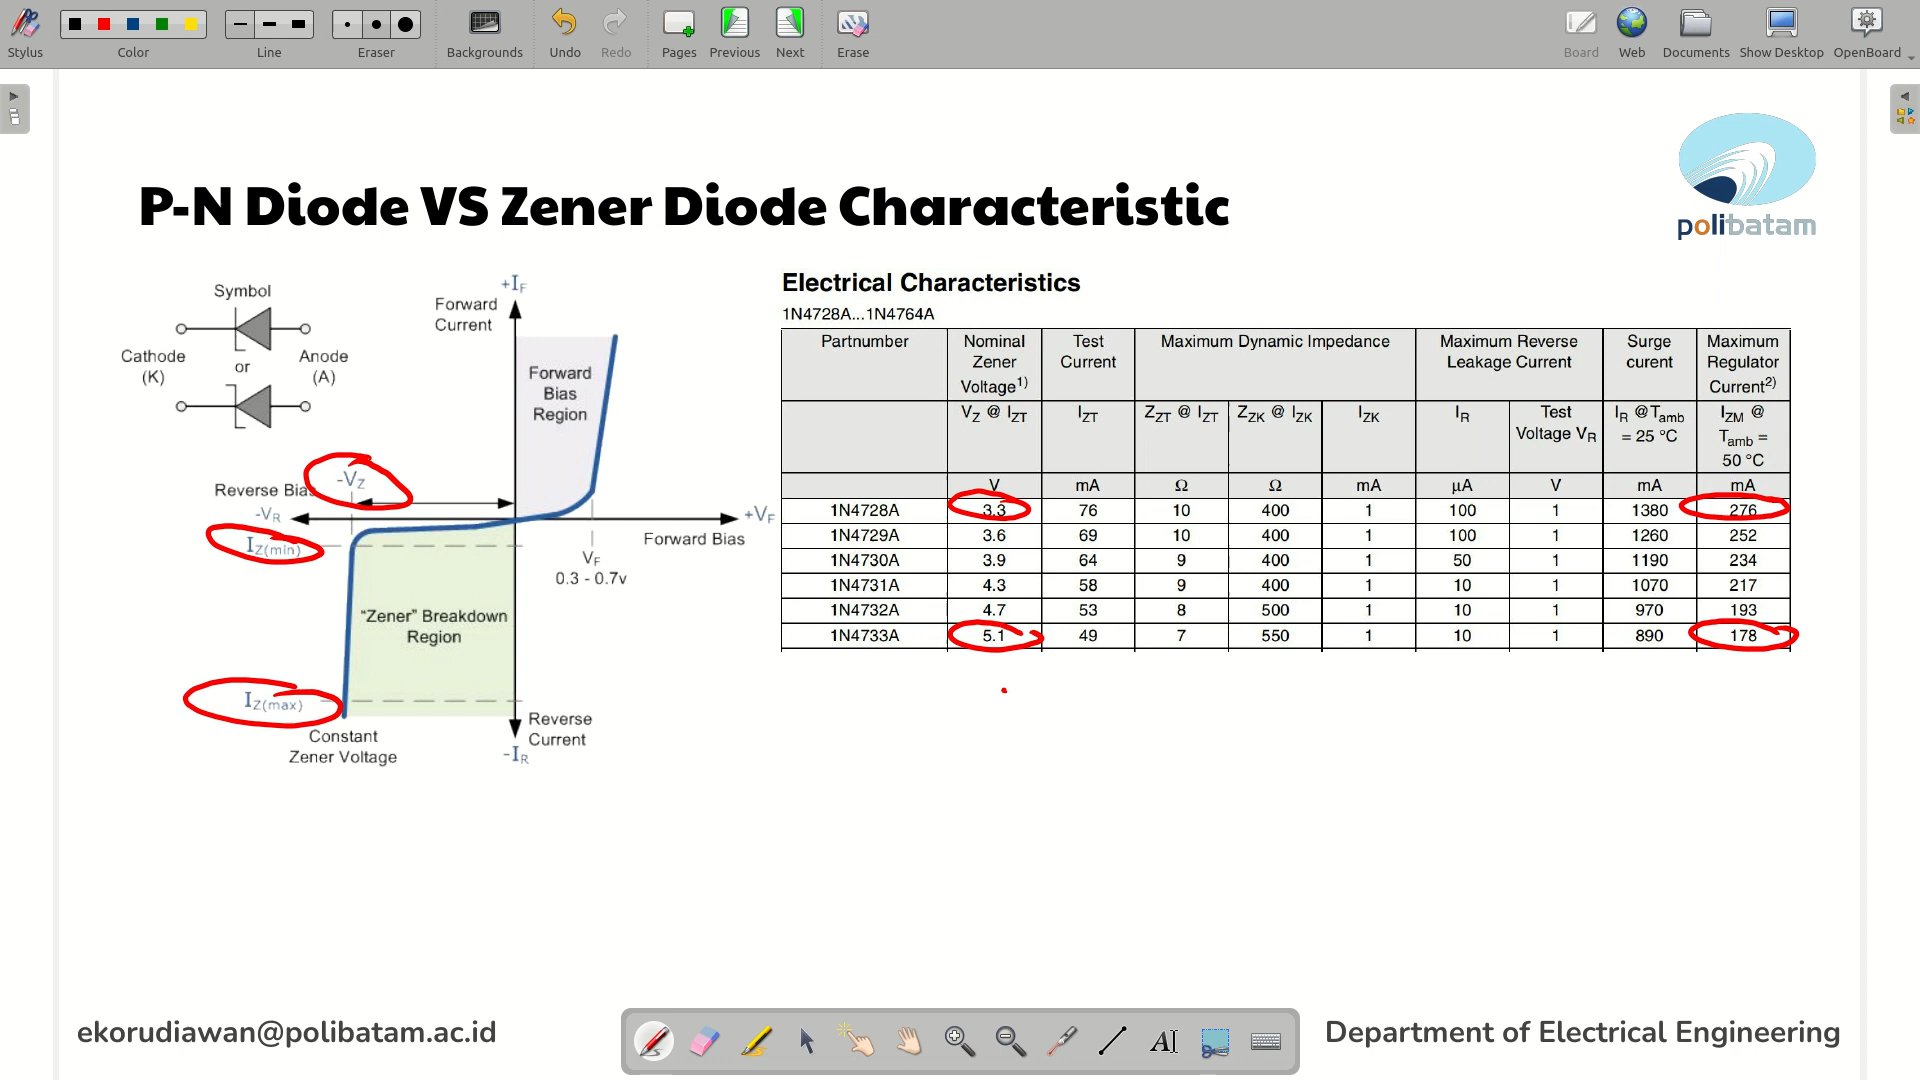 Stylus
Color
Line
Eraser
Backgrounds
Undo
Redo
Pages
Previous
Next
Erase
Board
Web
Documents
Show Desktop
OpenBoard
polibatam
P-N Diode VS Zener Diode Characteristic
Symbol
Cathode
(K)
or
Anode
(A)
+IF
Forward
Current
Forward
Bias
Region
-VZ
Reverse Bias
-VR
+VF
Forward Bias
IZ(min)
VF
0.3 - 0.7v
"Zener" Breakdown
Region
IZ(max)
Constant
Zener Voltage
Reverse
Current
-IR
Electrical Characteristics
1N4728A...1N4764A
Partnumber | Nominal Zener Voltage1) | Test Current | Maximum Dynamic Impedance | Maximum Reverse Leakage Current | Surge curent | Maximum Regulator Current2)
VZ @ IZT | IZT | ZZT @ IZT | ZZK @ IZK | IZK | IR | Test Voltage VR | IR @Tamb = 25 °C | IZM @ Tamb = 50 °C
V | mA | Ω | Ω | mA | μA | V | mA | mA
1N4728A | 3.3 | 76 | 10 | 400 | 1 | 100 | 1 | 1380 | 276
1N4729A | 3.6 | 69 | 10 | 400 | 1 | 100 | 1 | 1260 | 252
1N4730A | 3.9 | 64 | 9 | 400 | 1 | 50 | 1 | 1190 | 234
1N4731A | 4.3 | 58 | 9 | 400 | 1 | 10 | 1 | 1070 | 217
1N4732A | 4.7 | 53 | 8 | 500 | 1 | 10 | 1 | 970 | 193
1N4733A | 5.1 | 49 | 7 | 550 | 1 | 10 | 1 | 890 | 178
ekorudiawan@polibatam.ac.id
AI
Department of Electrical Engineering